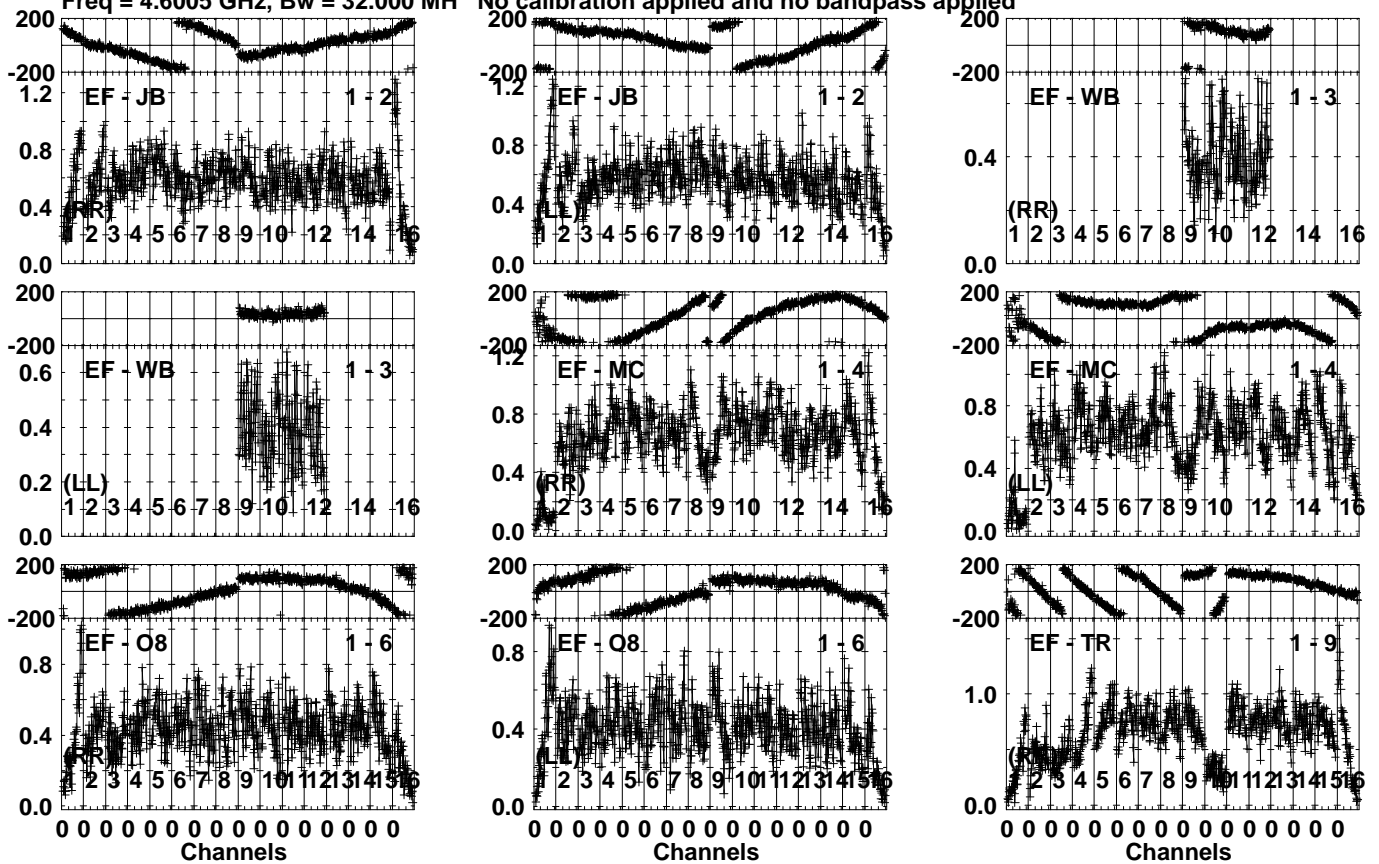 Freq = 4.6005 GHz, Bw = 32.000 MH No calibration applied and no bandpass applied
200
-200
1.2
0.8
0.4
0.0
EF - JB 1 - 2
(RR)
1 2 3 4 5 6 7 8 9 10 12 14 16
200
-200
1.2
0.8
0.4
0.0
EF - JB 1 - 2
(LL)
1 2 3 4 5 6 7 8 9 10 12 14 16
200
-200
0.4
0.0
EF - WB 1 - 3
(RR)
1 2 3 4 5 6 7 8 9 10 12 14 16
200
-200
0.6
0.4
0.2
0.0
EF - WB 1 - 3
(LL)
1 2 3 4 5 6 7 8 9 10 12 14 16
200
-200
1.2
0.8
0.4
0.0
EF - MC 1 - 4
(RR)
2 3 4 5 6 7 8 9 10 12 14 16
200
-200
0.8
0.4
0.0
EF - MC 1 - 4
(LL)
2 3 4 5 6 7 8 9 10 12 14 16
200
-200
0.8
0.4
0.0
EF - O8 1 - 6
(RR)
2 3 4 5 6 7 8 9 10 11 12 13 14 15 16
0 0 0 0 0 0 0 0 0 0 0 0 0 0 0 0
Channels
200
-200
0.8
0.4
0.0
EF - O8 1 - 6
(LL)
2 3 4 5 6 7 8 9 10 11 12 13 14 15 16
0 0 0 0 0 0 0 0 0 0 0 0 0 0 0 0
Channels
200
-200
1.0
0.0
EF - TR 1 - 9
2 3 4 5 6 7 8 9 10 11 12 13 14 15 16
0 0 0 0 0 0 0 0 0 0 0 0 0 0 0 0
Channels